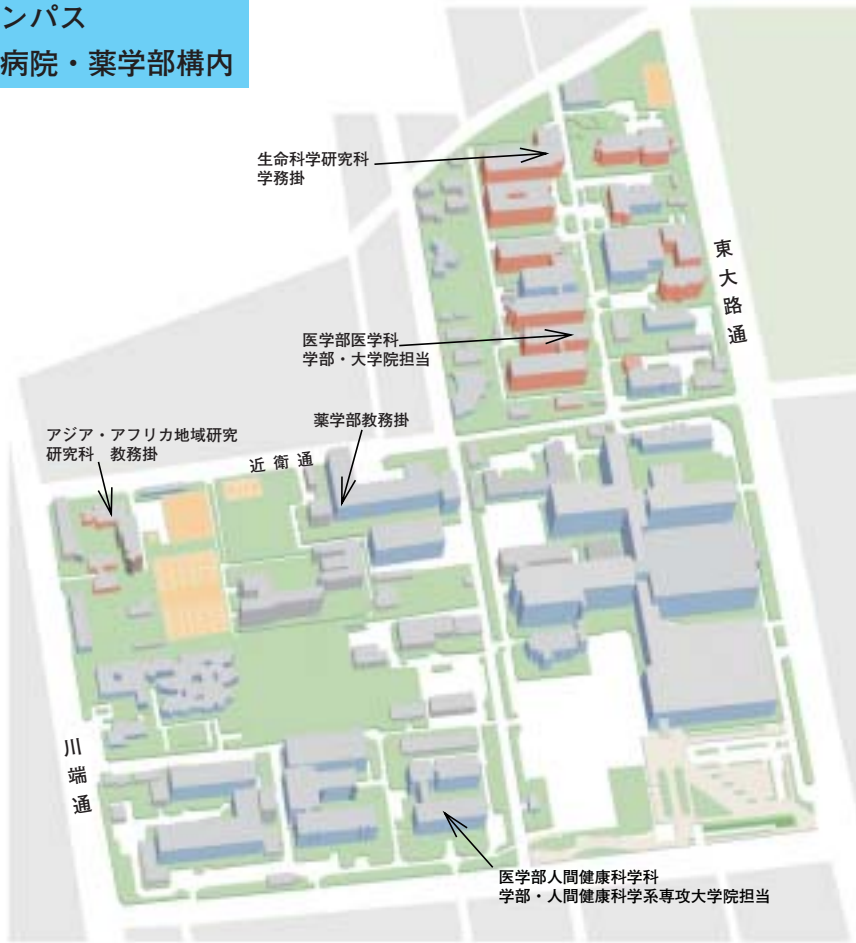 ンパス
病院・薬学部構内
生命科学研究科
学務掛
東大路通
医学部医学科
学部・大学院担当
薬学部教務掛
アジア・アフリカ地域研究
研究科　教務掛
近衛通
川端通
医学部人間健康科学科
学部・人間健康科学系専攻大学院担当